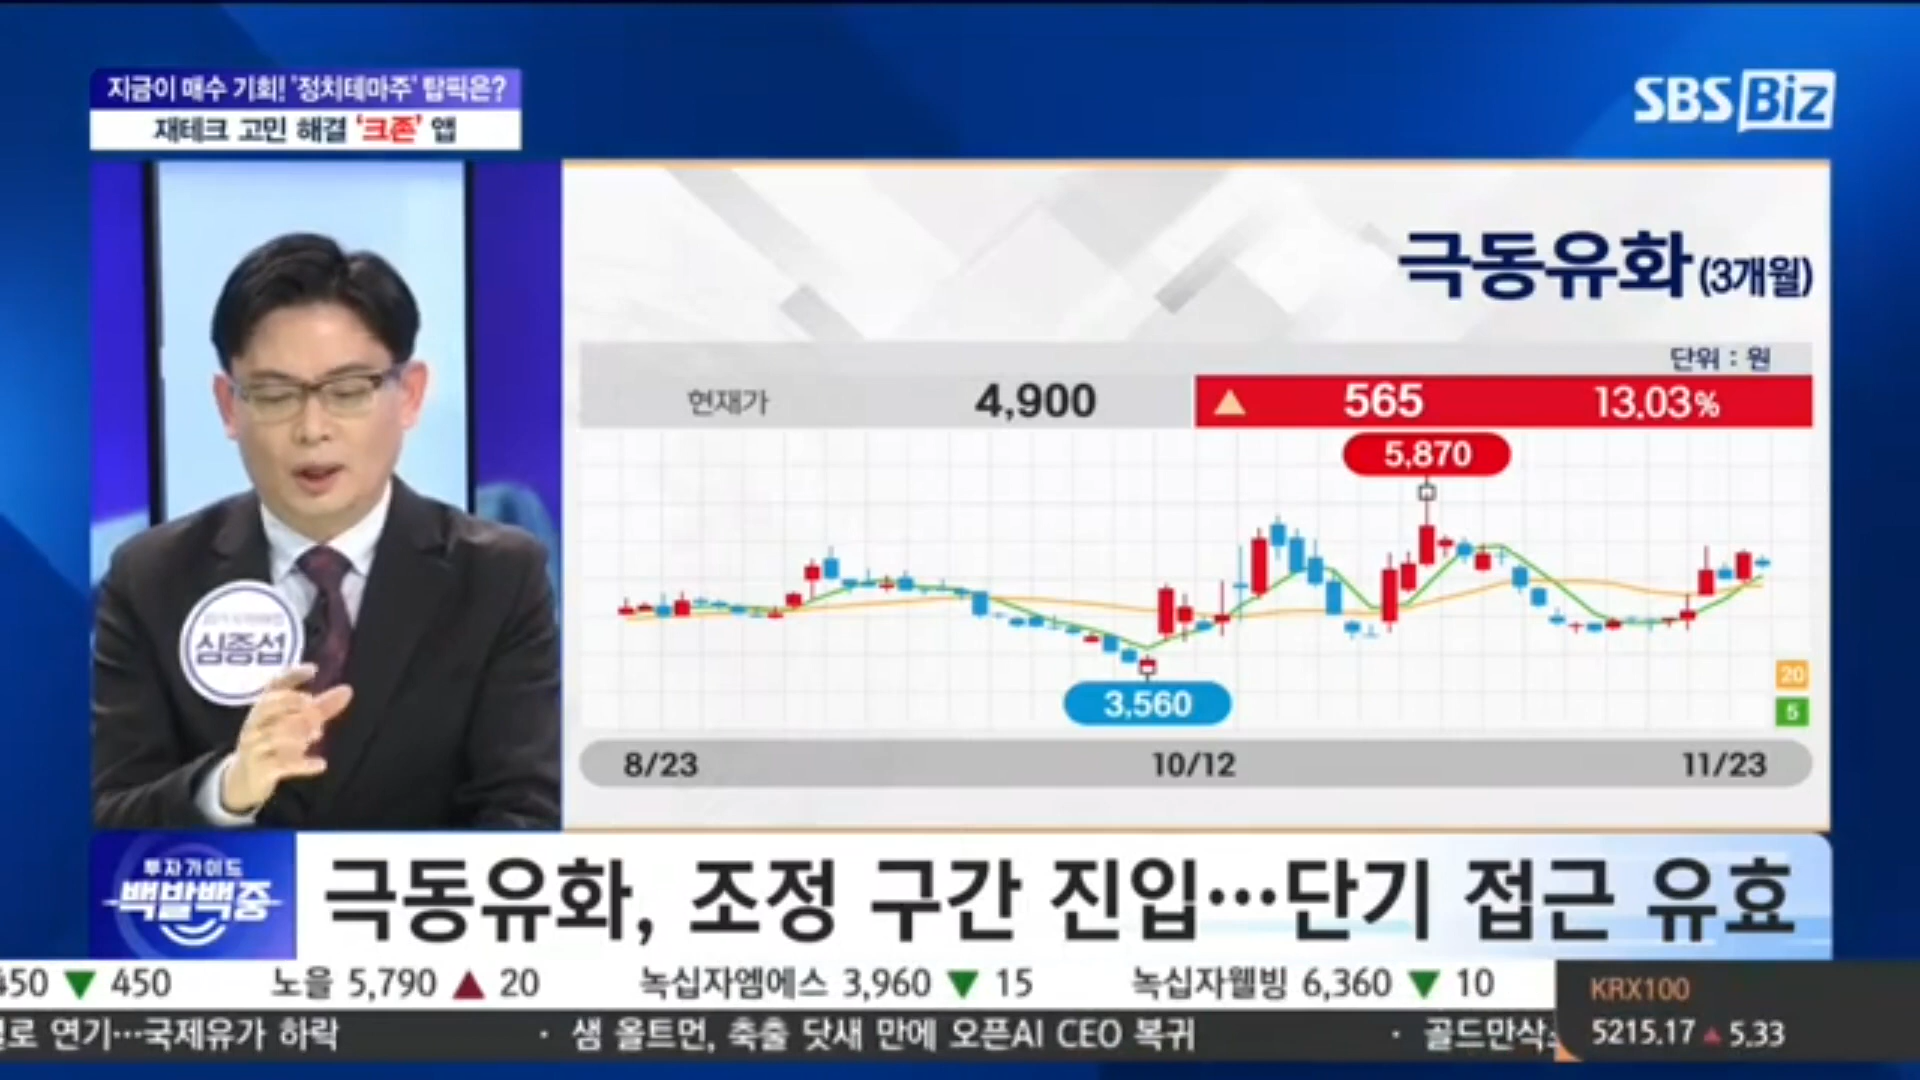 지금이 매수 기회! '정치테마주' 탑픽은?
재테크 고민 해결 '크존' 앱
SBS Biz
극동유화 (3개월)
단위 : 원
현재가 4,900 ▲ 565 13.03%
5,870
3,560
20
5
8/23 10/12 11/23
심종섭
투자가이드
백발백중
극동유화, 조정 구간 진입…단기 접근 유효
450 ▼ 450 노을 5,790 ▲ 20 녹십자엠에스 3,960 ▼ 15 녹십자웰빙 6,360 ▼ 10
KRX100
5215.17 ▲ 5.33
로 연기…국제유가 하락 · 샘 올트먼, 축출 닷새 만에 오픈AI CEO 복귀 · 골드만삭